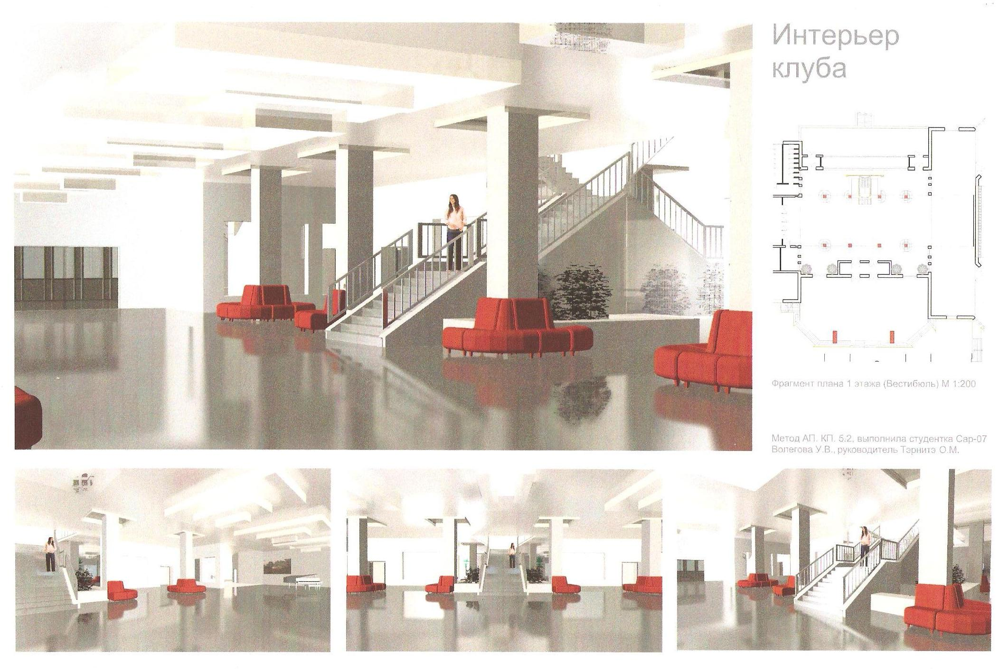 Интерьер
клуба
Фрагмент плана 1 этажа (Вестибюль) М 1:200
Метод АП. КП. 5.2, выполнила студентка Сар-07
Волегова У.В., руководитель Тэрнитэ О.М.